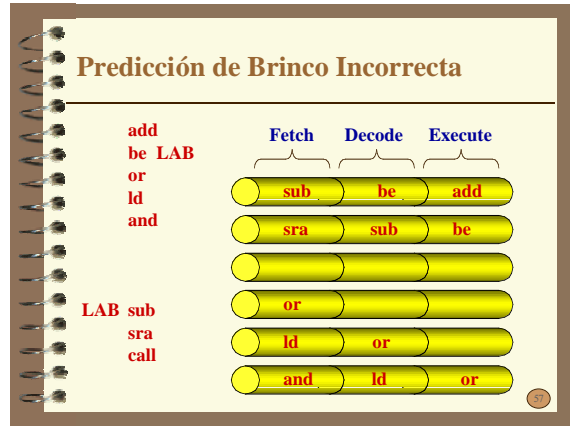 Predicción de Brinco Incorrecta
add
be LAB
or
ld
and
LAB sub
sra
call
Fetch Decode Execute
sub be add
sra sub be
or
ld or
and ld or
57